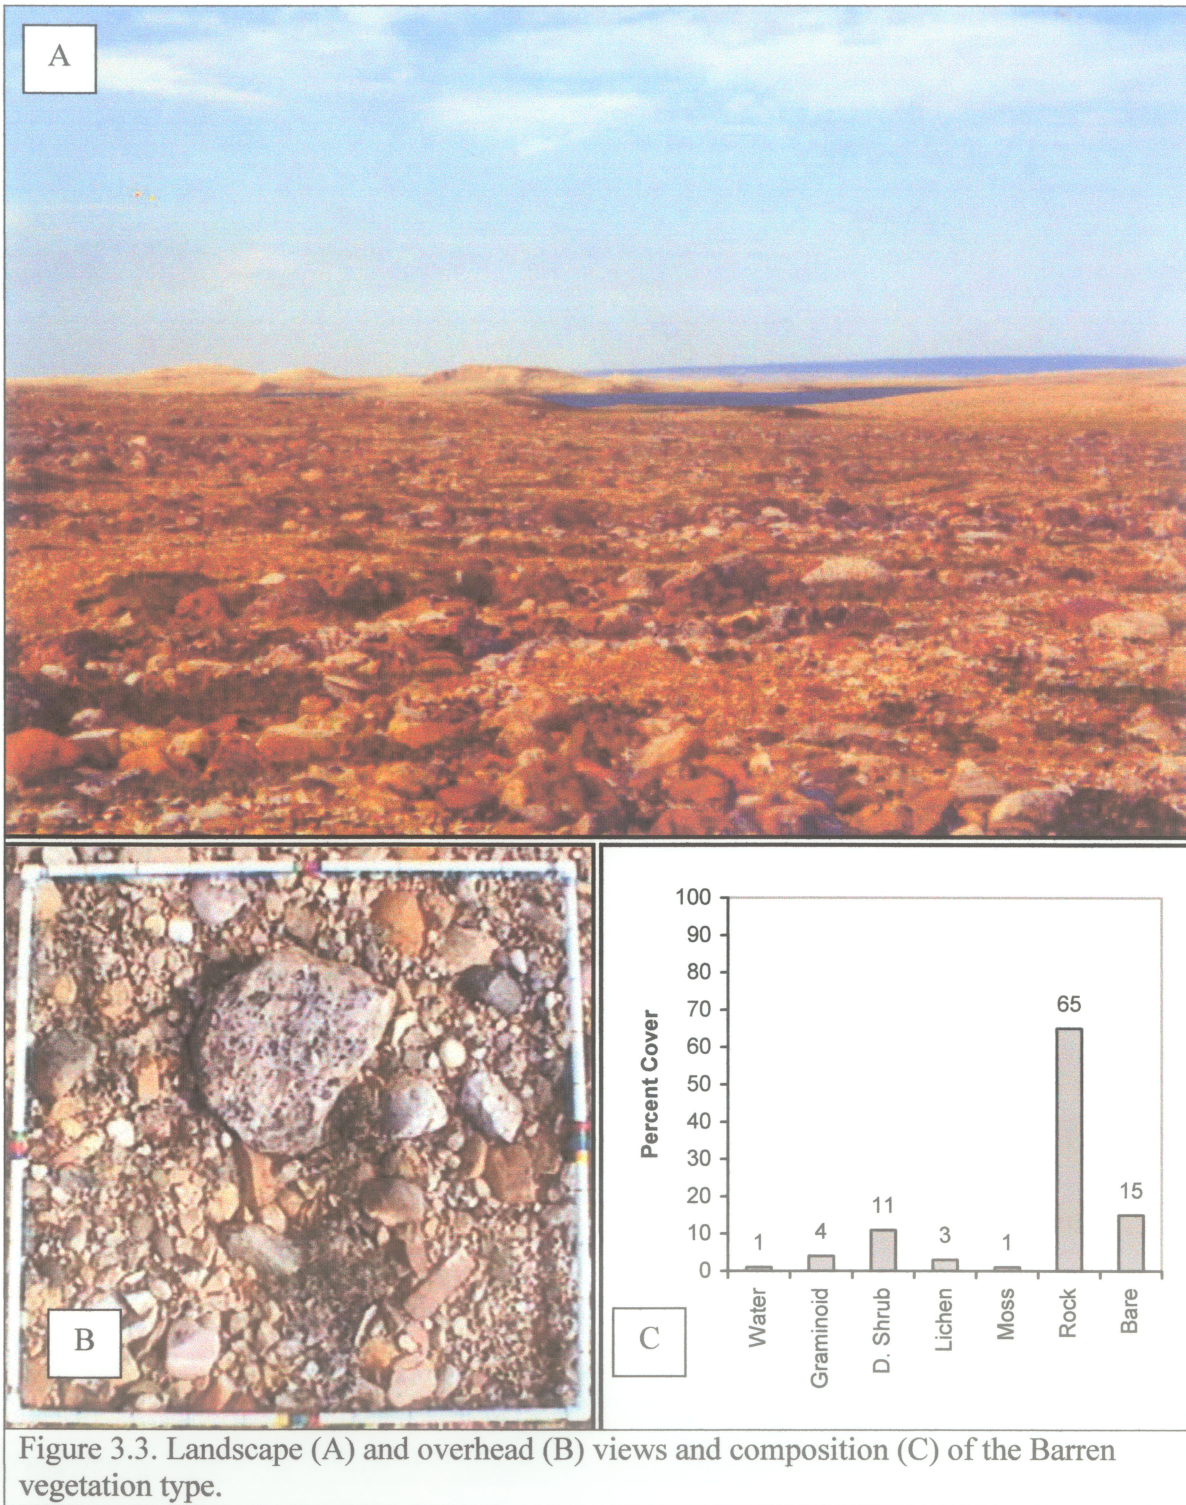 A
B
C
Percent Cover
100
90
80
70
60
50
40
30
20
10
0
1
4
11
3
1
65
15
Water
Graminoid
D. Shrub
Lichen
Moss
Rock
Bare
Figure 3.3. Landscape (A) and overhead (B) views and composition (C) of the Barren
vegetation type.